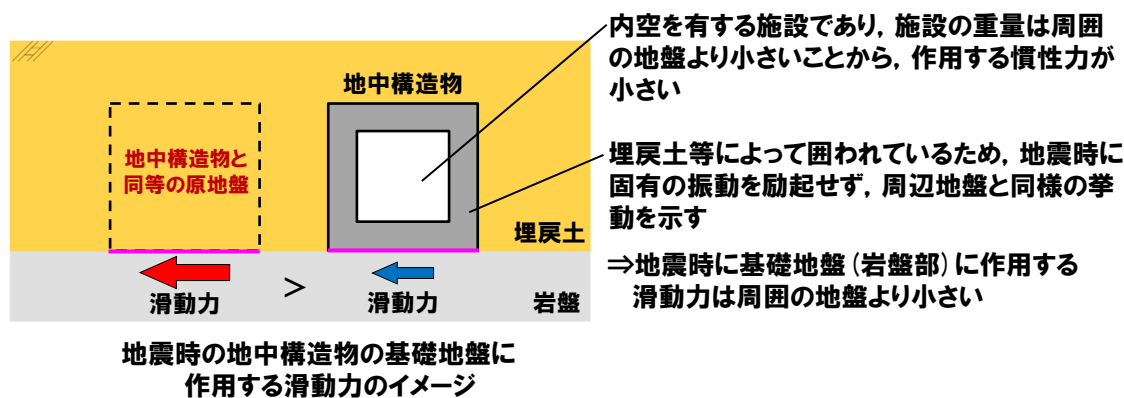 内空を有する施設であり，施設の重量は周囲
の地盤より小さいことから，作用する慣性力が
小さい
地中構造物
地中構造物と
同等の原地盤
埋戻土等によって囲われているため，地震時に
固有の振動を励起せず，周辺地盤と同様の挙
動を示す
埋戻土
⇒地震時に基礎地盤（岩盤部）に作用する
滑動力は周囲の地盤より小さい
滑動力
＞
滑動力
岩盤
地震時の地中構造物の基礎地盤に
作用する滑動力のイメージ